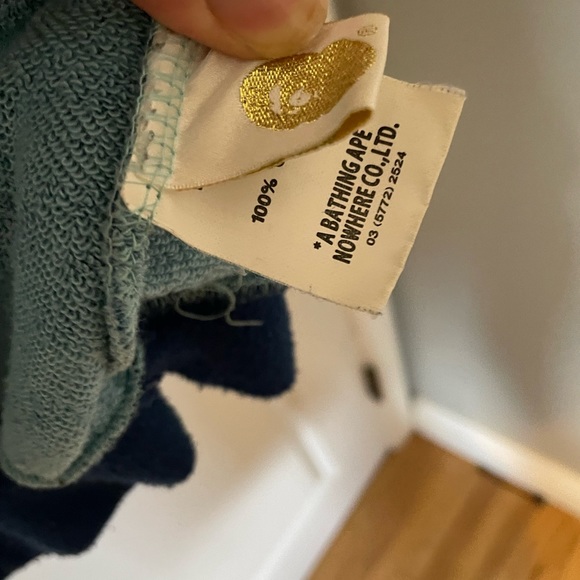 100%
*A BATHING APE
NOWHERE CO.,LTD.
03 (5772) 2524